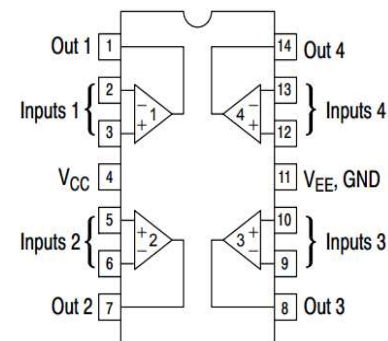 Out 1 1 14 Out 4
Inputs 1 { 2 − 1 − 13 } Inputs 4
3 + 4 + 12
VCC 4 11 VEE, GND
Inputs 2 { 5 + 2 + 10 } Inputs 3
6 − 3 − 9
Out 2 7 8 Out 3